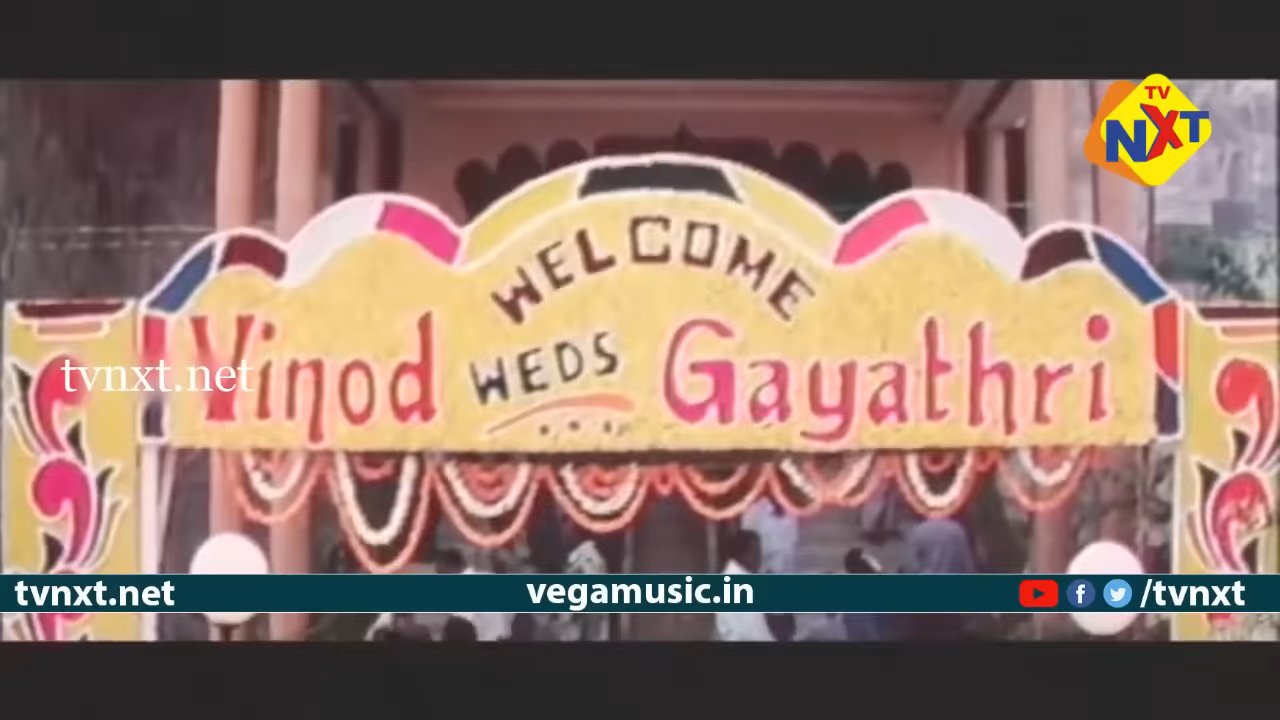 TV
NXT
WELCOME
Vinod WEDS Gayathri
tvnxt.net
tvnxt.net vegamusic.in /tvnxt